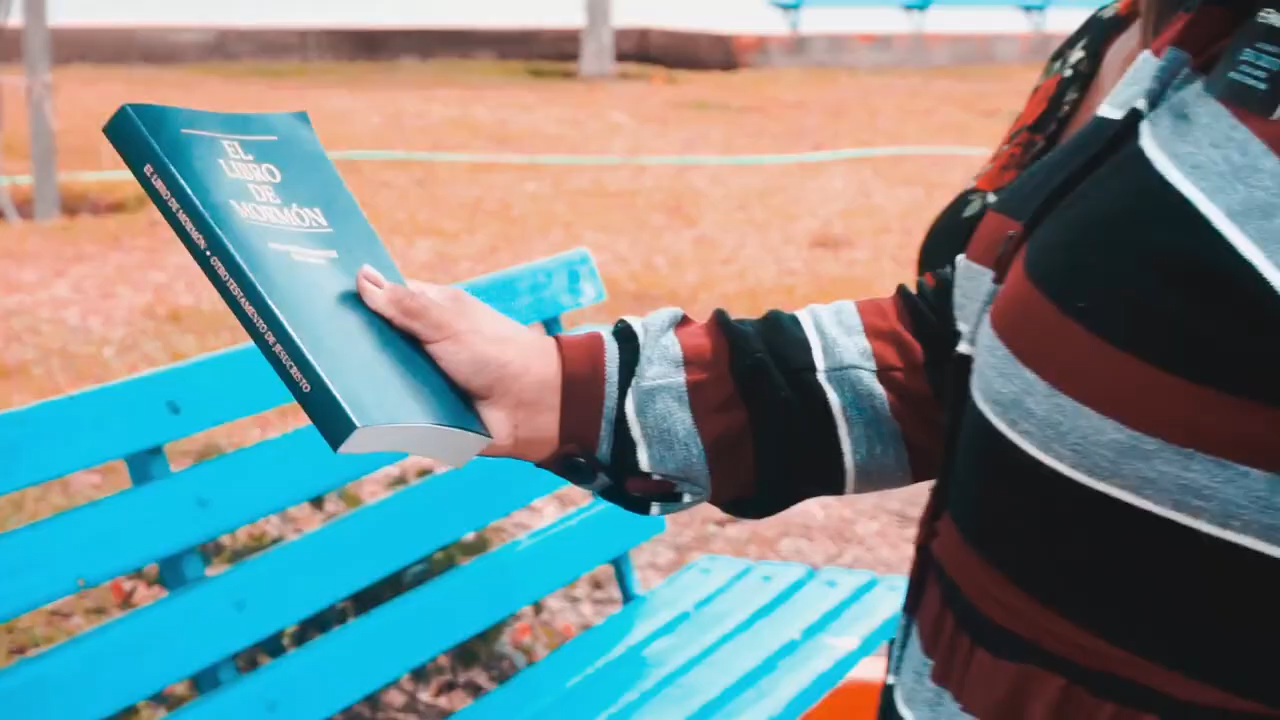 EL
LIBRO
DE
MORMÓN
EL LIBRO DE MORMÓN • OTRO TESTAMENTO DE JESUCRISTO